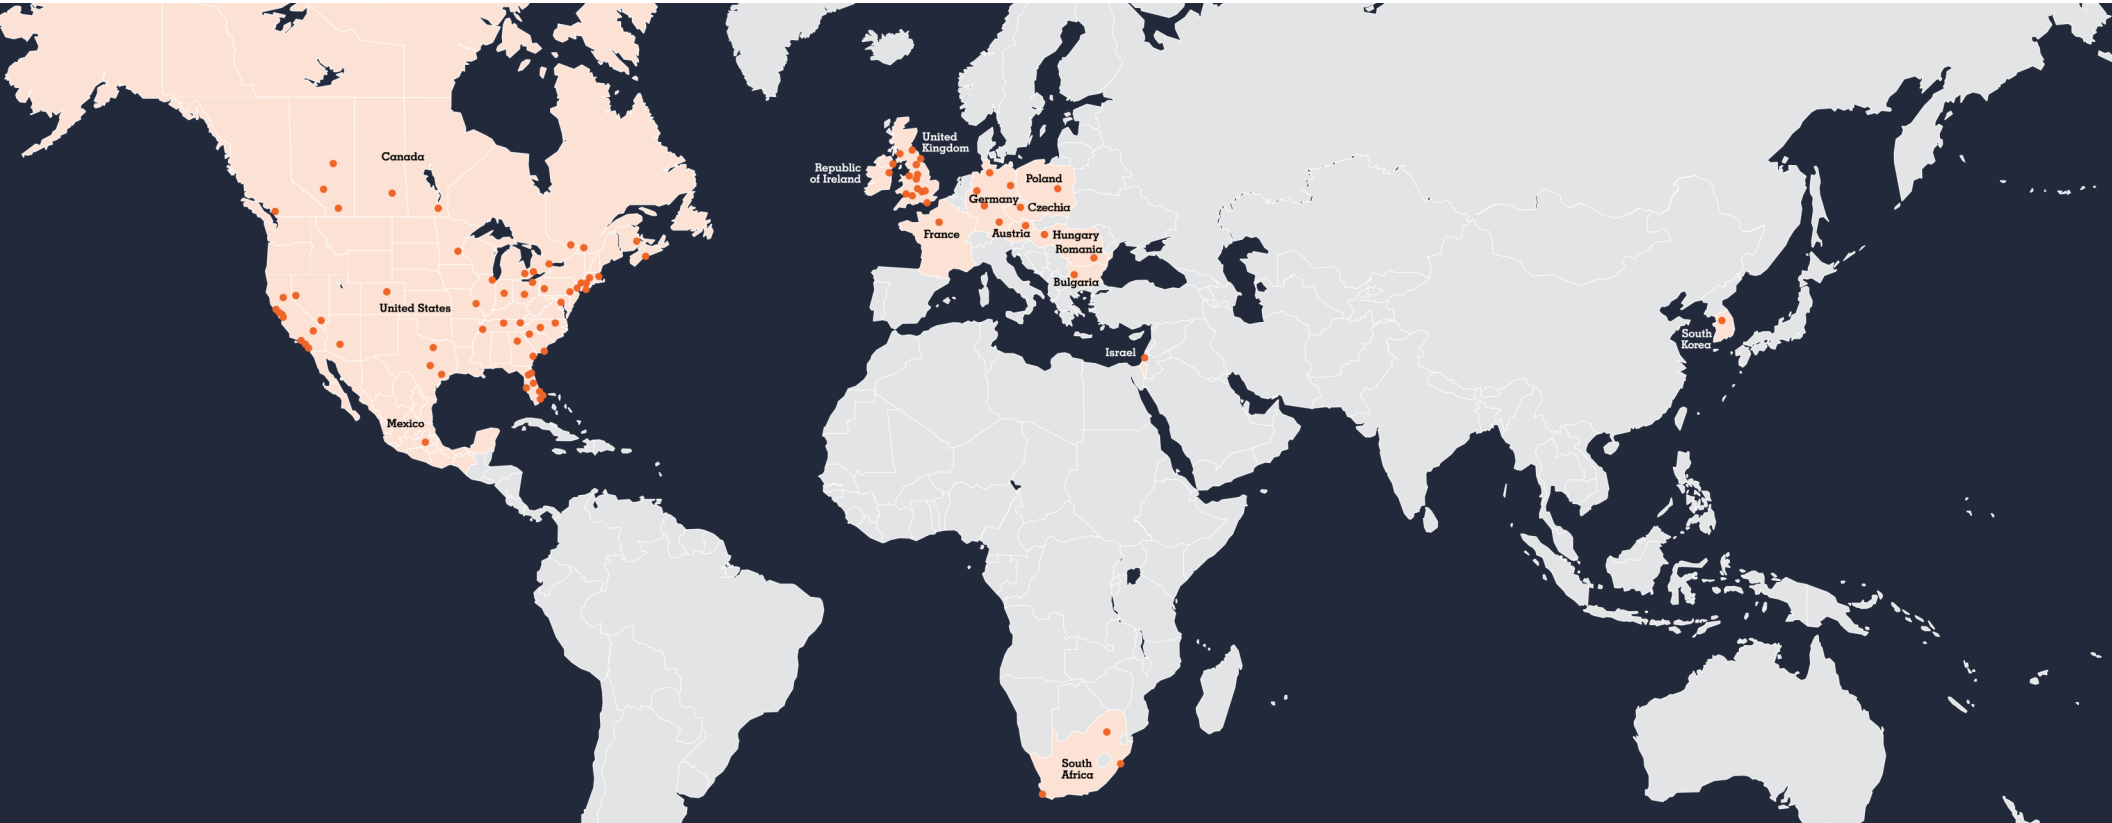 Canada
United States
Mexico
United
Kingdom
Republic
of Ireland
Poland
Germany
Czechia
France
Austria
Hungary
Romania
Bulgaria
Israel
South
Korea
South
Africa